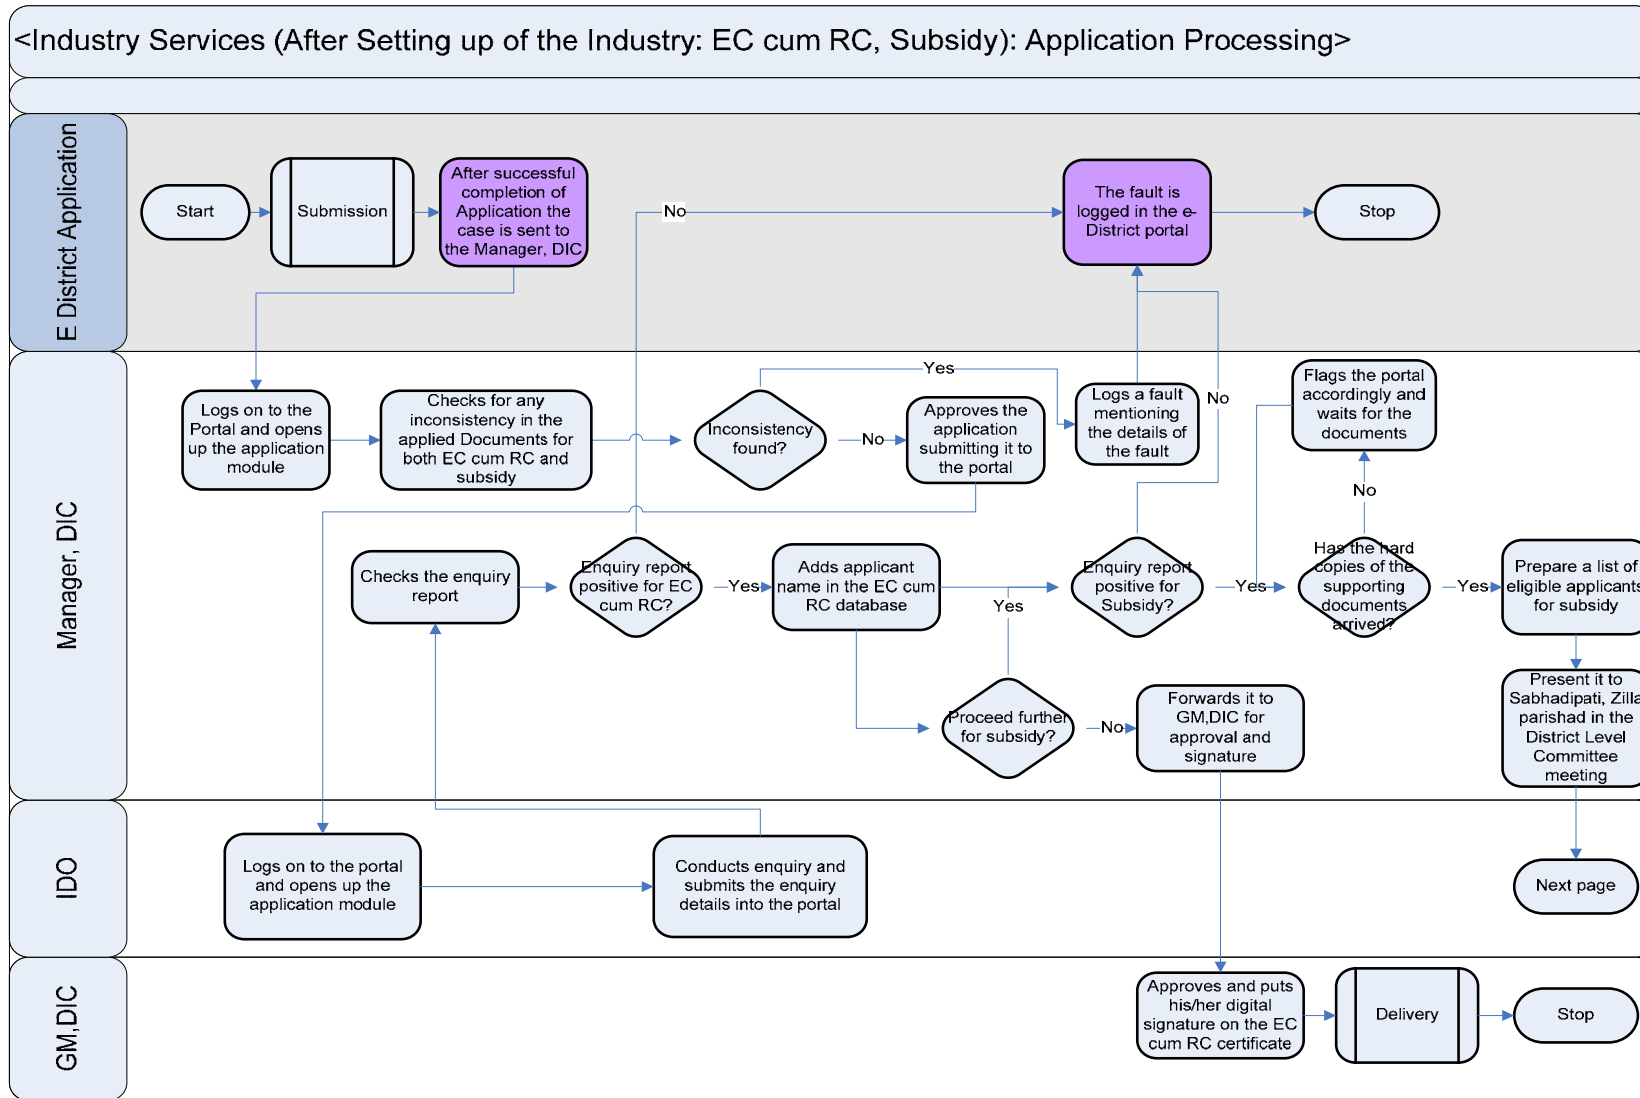 <Industry Services (After Setting up of the Industry: EC cum RC, Subsidy): Application Processing>
E District Application
Start
Submission
After successful
completion of
Application the
case is sent to
the Manager, DIC
No
The fault is
logged in the e-
District portal
Stop
Manager, DIC
Logs on to the
Portal and opens
up the application
module
Checks for any
inconsistency in the
applied Documents for
both EC cum RC and
subsidy
Inconsistency
found?
Yes
No
Approves the
application
submitting it to
the portal
Logs a fault
mentioning
the details of
the fault
No
Flags the portal
accordingly and
waits for the
documents
No
Checks the enquiry
report
Enquiry report
positive for EC
cum RC?
Yes
Adds applicant
name in the EC cum
RC database
Yes
Enquiry report
positive for
Subsidy?
Yes
Has the hard
copies of the
supporting
documents
arrived?
Yes
Prepare a list of
eligible applicants
for subsidy
Proceed further
for subsidy?
No
Forwards it to
GM,DIC for
approval and
signature
Present it to
Sabhadipati, Zilla
parishad in the
District Level
Committee
meeting
IDO
Logs on to the portal
and opens up the
application module
Conducts enquiry and
submits the enquiry
details into the portal
Next page
GM,DIC
Approves and puts
his/her digital
signature on the EC
cum RC certificate
Delivery
Stop